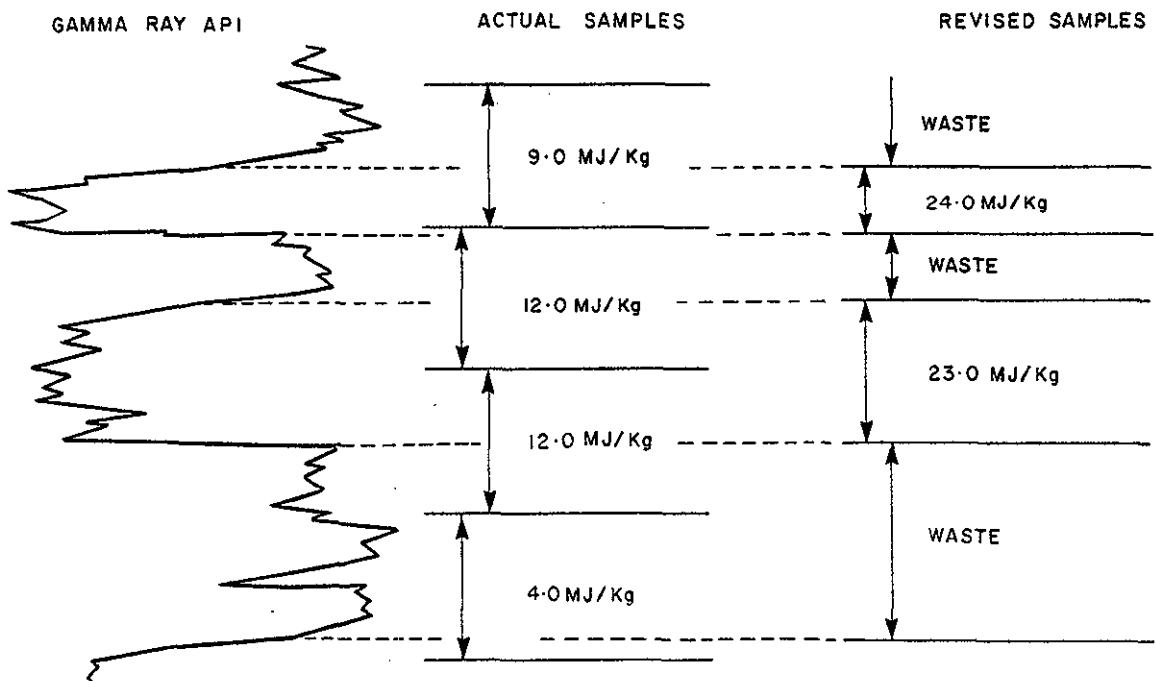 GAMMA RAY API
ACTUAL SAMPLES
REVISED SAMPLES
WASTE
9·0 MJ/Kg
24·0 MJ/Kg
WASTE
12·0 MJ/Kg
23·0 MJ/Kg
12·0 MJ/Kg
WASTE
4·0 MJ/Kg